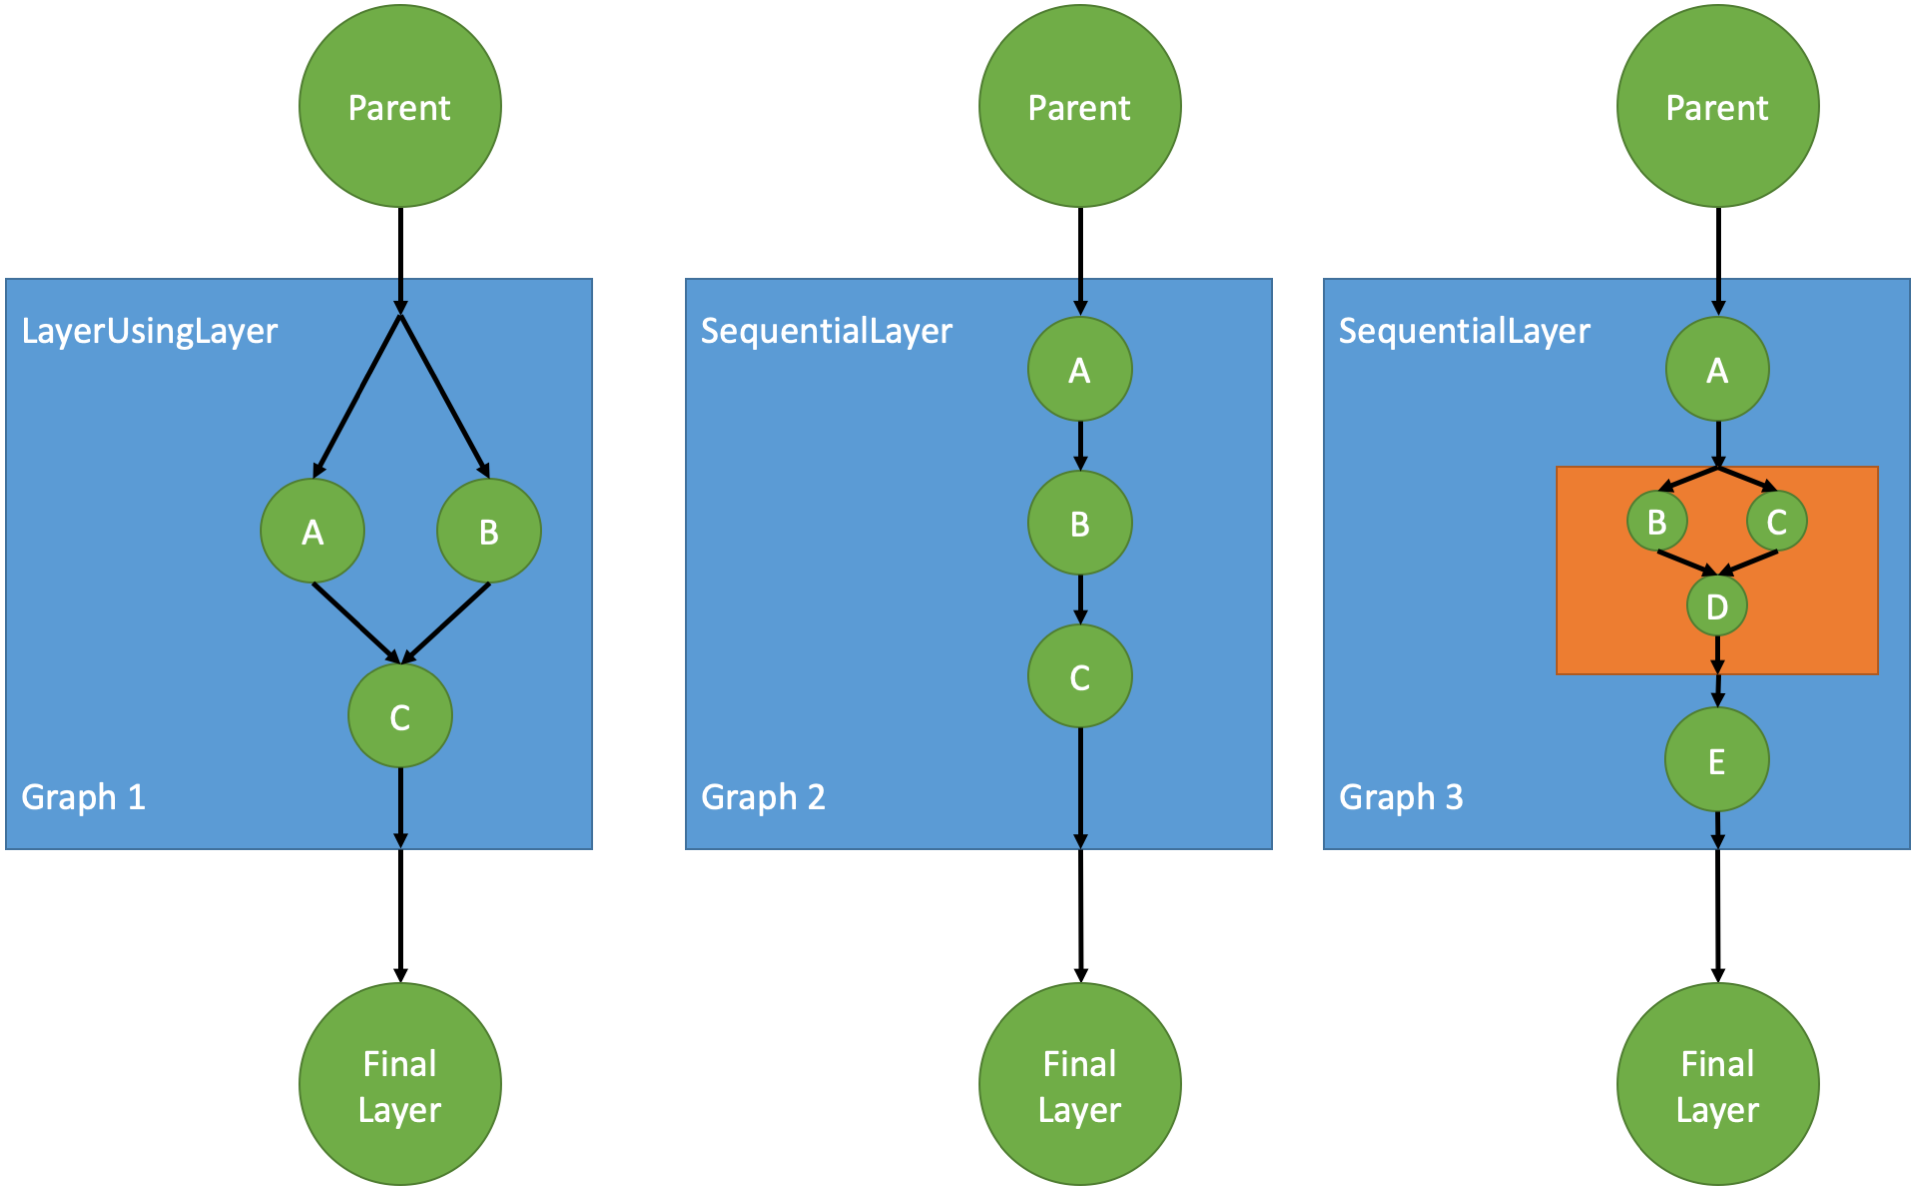 Parent
LayerUsingLayer
A
B
C
Graph 1
Final
Layer
Parent
SequentialLayer
A
B
C
Graph 2
Final
Layer
Parent
SequentialLayer
A
B
C
D
E
Graph 3
Final
Layer